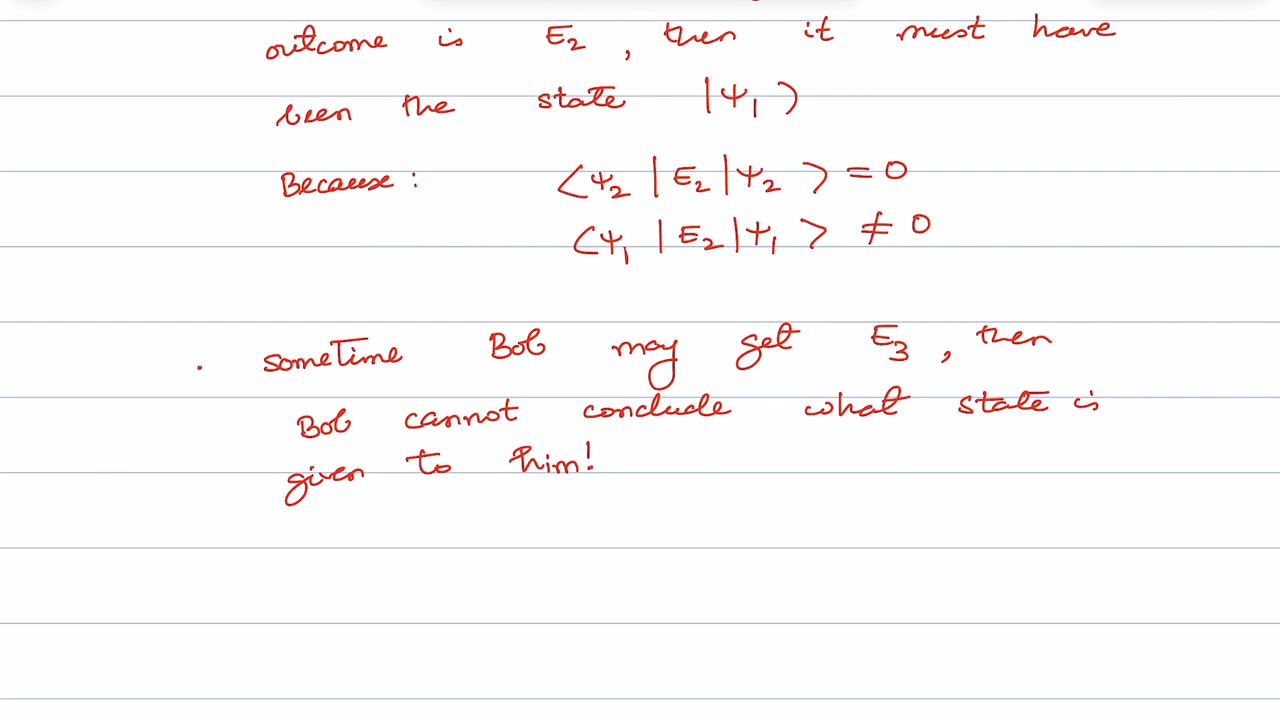 outcome is E₂, then it must have
been the state |Ψ₁⟩
Because: ⟨Ψ₂|E₂|Ψ₂⟩ = 0
⟨Ψ₁|E₂|Ψ₁⟩ ≠ 0
. sometime Bob may get E₃, then
Bob cannot conclude what state is
given to him!